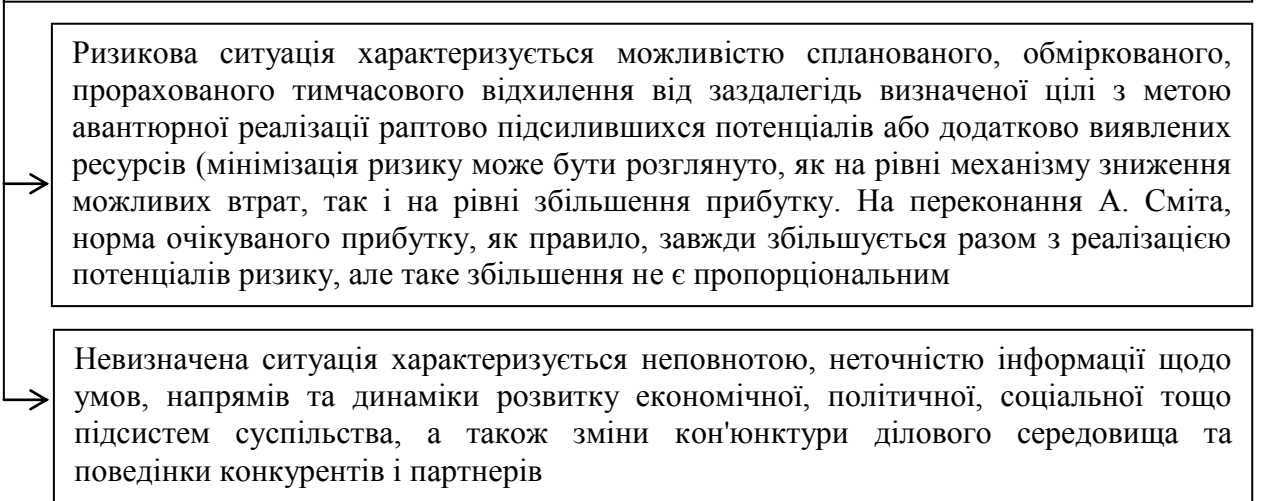 Ризикова ситуація характеризується можливістю спланованого, обміркованого,
прорахованого тимчасового відхилення від заздалегідь визначеної цілі з метою
авантюрної реалізації раптово підсилившихся потенціалів або додатково виявлених
ресурсів (мінімізація ризику може бути розглянуто, як на рівні механізму зниження
можливих втрат, так і на рівні збільшення прибутку. На переконання А. Сміта,
норма очікуваного прибутку, як правило, завжди збільшується разом з реалізацією
потенціалів ризику, але таке збільшення не є пропорціональним
Невизначена ситуація характеризується неповнотою, неточністю інформації щодо
умов, напрямів та динаміки розвитку економічної, політичної, соціальної тощо
підсистем суспільства, а також зміни кон'юнктури ділового середовища та
поведінки конкурентів і партнерів